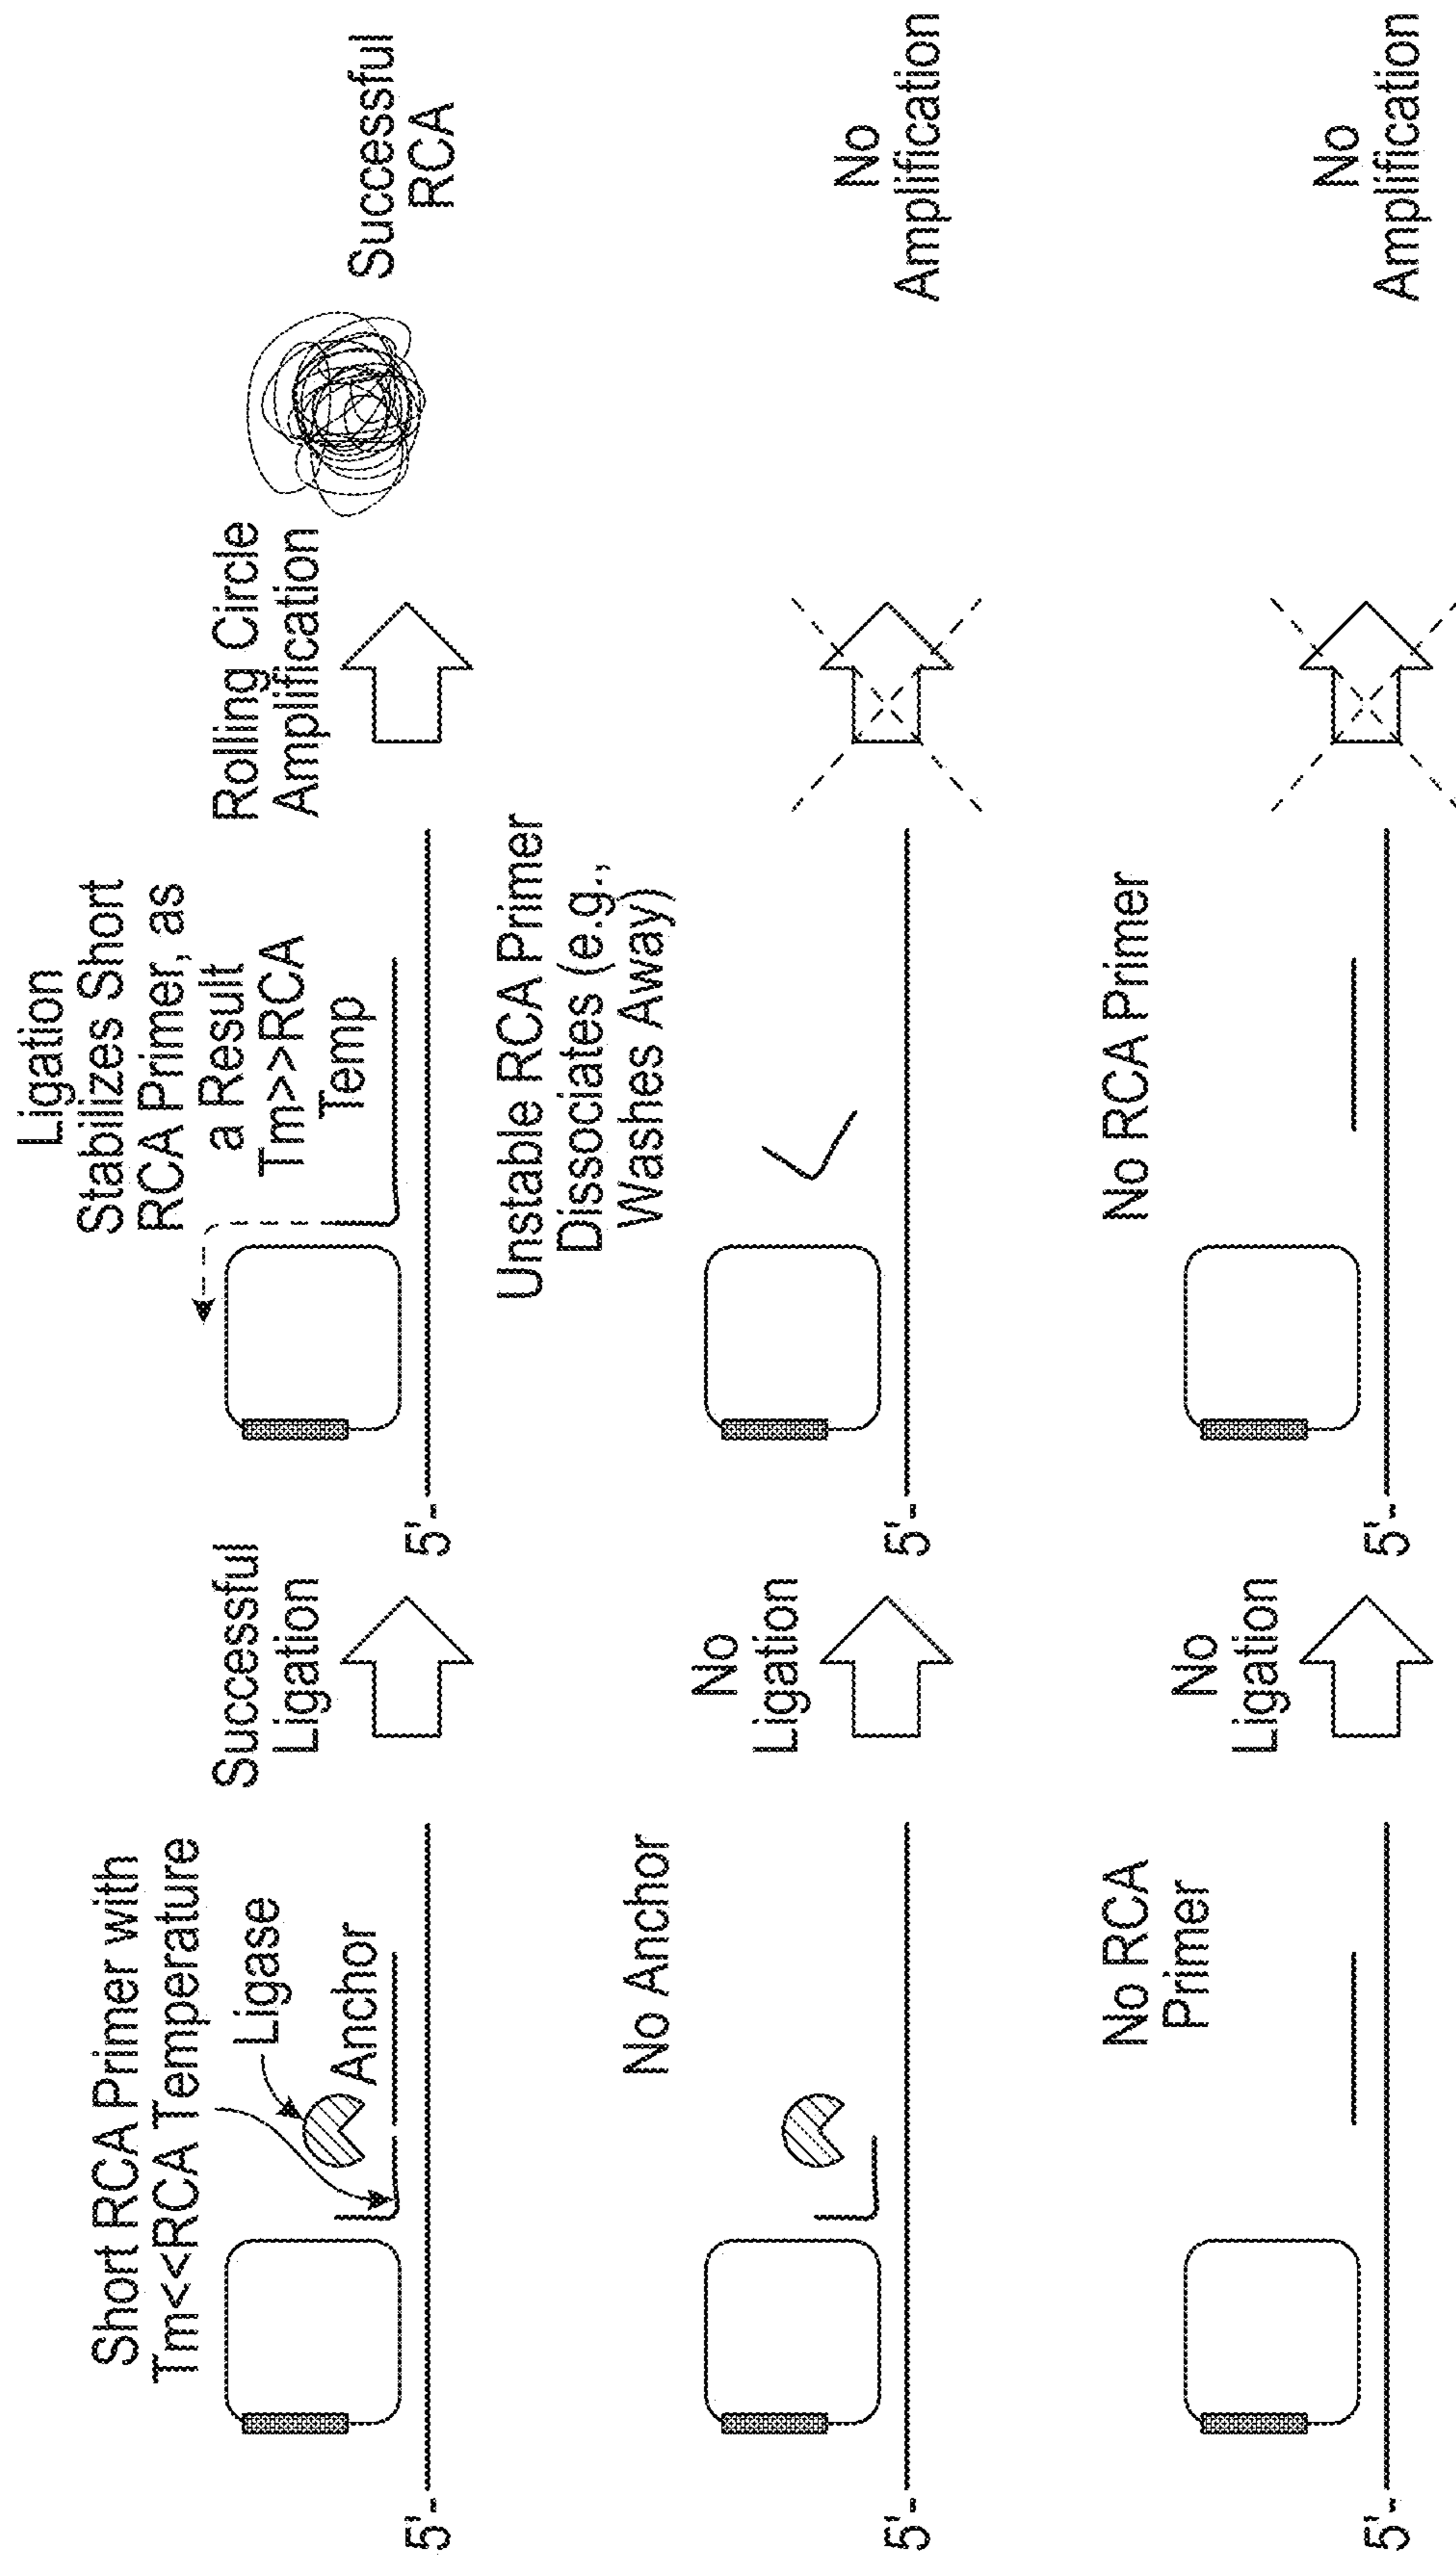 Short RCA Primer with
Tm<<RCA Temperature
Ligase
Anchor
5'-
Successful
Ligation
Ligation
Stabilizes Short
RCA Primer, as
a Result
Tm>>RCA
Temp
5'-
Rolling Circle
Amplification
Successful
RCA
No Anchor
5'-
No
Ligation
Unstable RCA Primer
Dissociates (e.g.,
Washes Away)
5'-
No
Amplification
No RCA
Primer
5'-
No
Ligation
No RCA Primer
5'-
No
Amplification